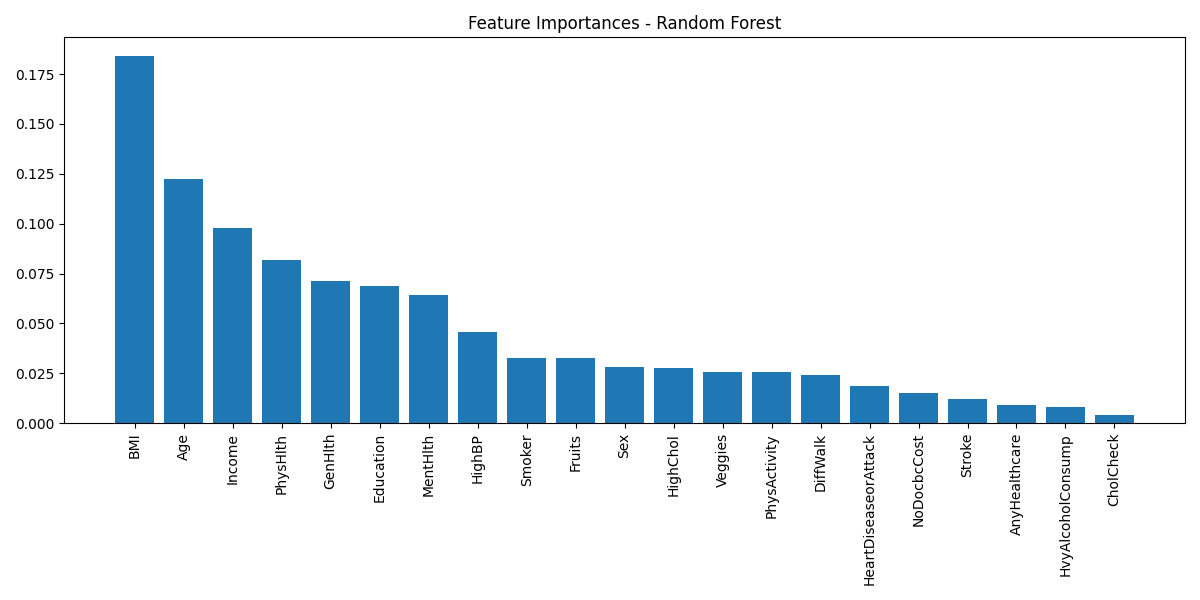 Feature Importances - Random Forest
0.175
0.150
0.125
0.100
0.075
0.050
0.025
0.000
BMI
Age
Income
PhysHlth
GenHlth
Education
MentHlth
HighBP
Smoker
Fruits
Sex
HighChol
Veggies
PhysActivity
DiffWalk
HeartDiseaseorAttack
NoDocbcCost
Stroke
AnyHealthcare
HvyAlcoholConsump
CholCheck